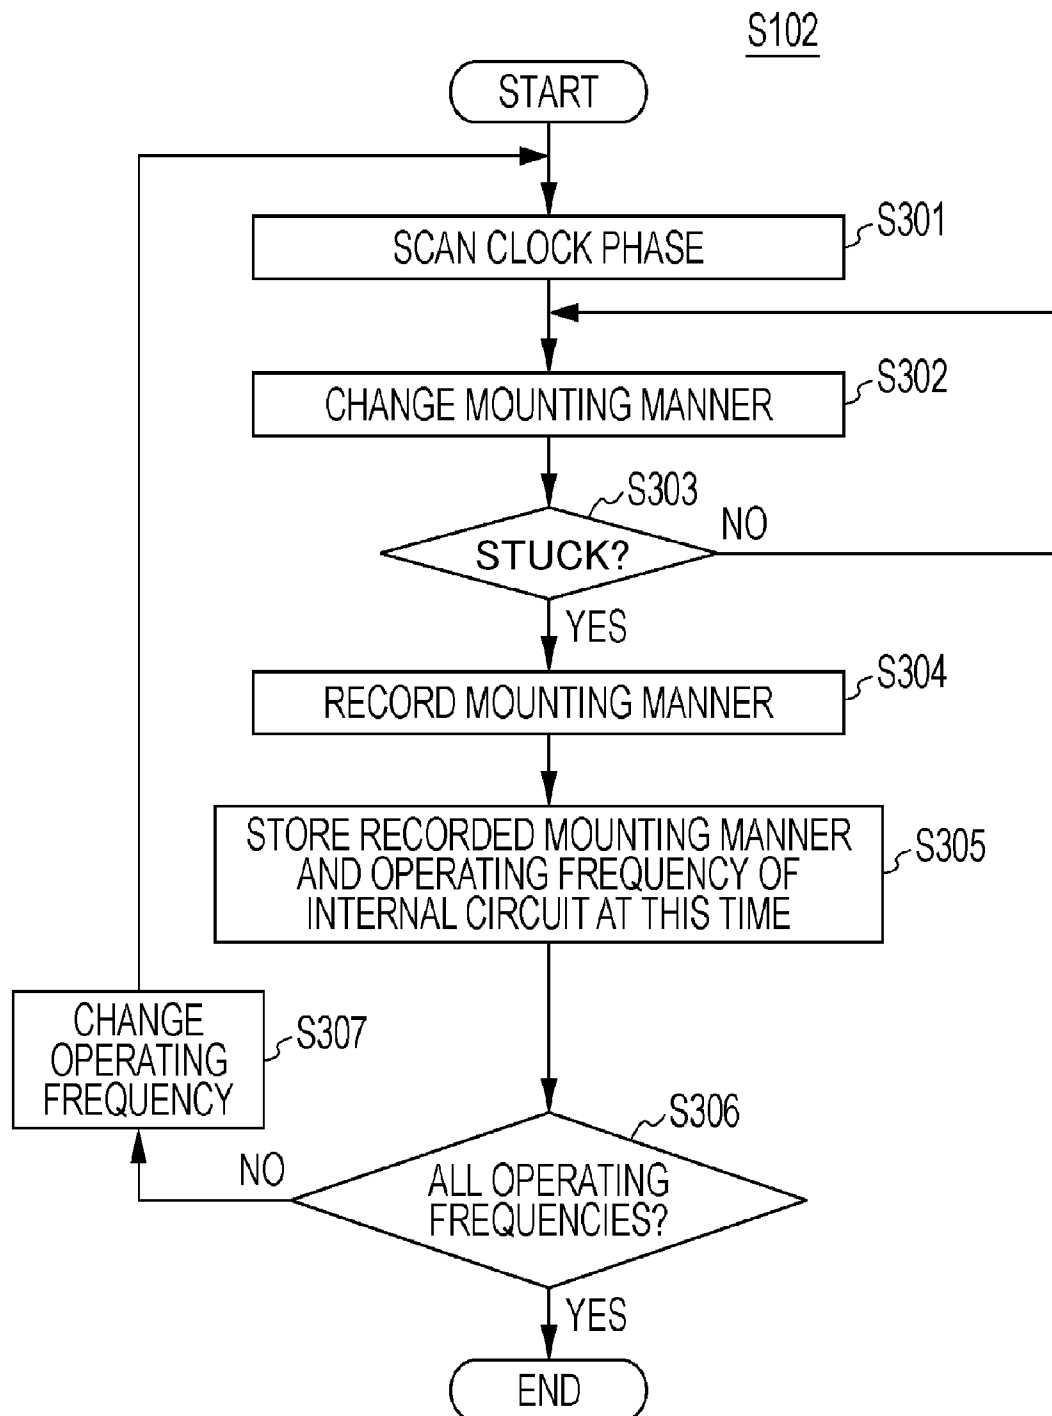 S102
START
SCAN CLOCK PHASE
S301
CHANGE MOUNTING MANNER
S302
STUCK?
S303
NO
YES
RECORD MOUNTING MANNER
S304
STORE RECORDED MOUNTING MANNER
AND OPERATING FREQUENCY OF
INTERNAL CIRCUIT AT THIS TIME
S305
CHANGE
OPERATING
FREQUENCY
S307
ALL OPERATING
FREQUENCIES?
S306
NO
YES
END